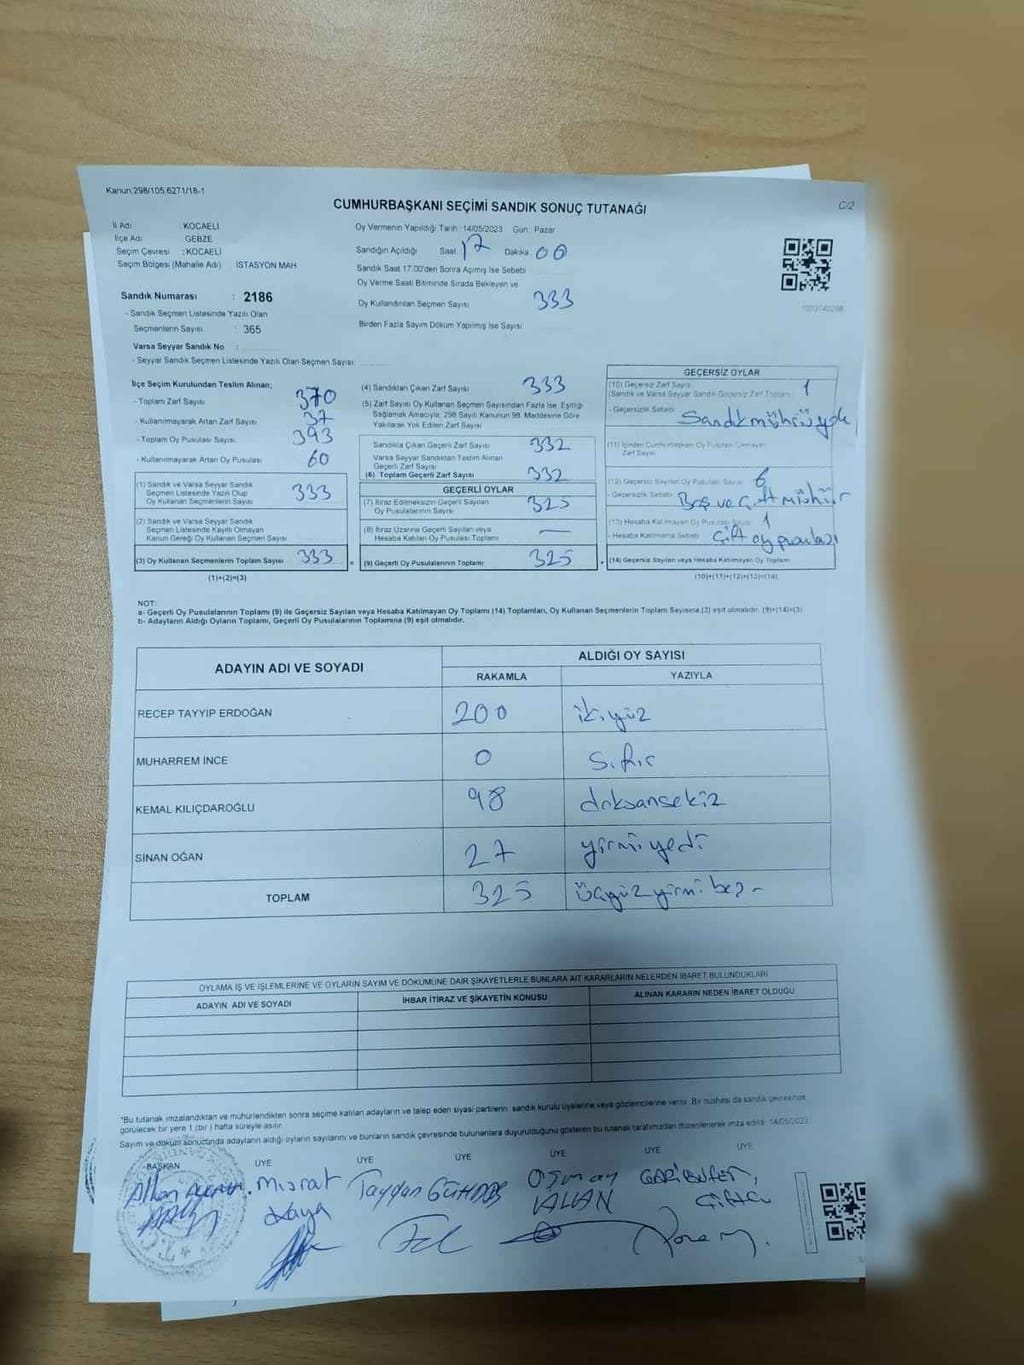 Kanun;298/105,6271/18-1
C/2
CUMHURBAŞKANI SEÇİMİ SANDIK SONUÇ TUTANAĞI
İl Adı KOCAELİ
İlçe Adı GEBZE
Seçim Çevresi : KOCAELİ
Seçim Bölgesi (Mahalle Adı) İSTASYON MAH
Sandık Numarası : 2186
- Sandık Seçmen Listesinde Yazılı Olan
Seçmenlerin Sayısı : 365
Varsa Seyyar Sandık No :
- Seyyar Sandık Seçmen Listesinde Yazılı Olan Seçmen Sayısı:
Oy Vermenin Yapıldığı Tarih 14/05/2023 Gün Pazar
Sandığın Açıldığı Saat 17 Dakika 00
Sandık Saat 17.00'den Sonra Açılmış İse Sebebi
Oy Verme Saati Bitiminde Sırada Bekleyen ve
Oy Kullandırılan Seçmen Sayısı 333
Birden Fazla Sayım Döküm Yapılmış İse Sayısı
İlçe Seçim Kurulundan Teslim Alınan;
- Toplam Zarf Sayısı 370
- Kullanılmayarak Artan Zarf Sayısı 37
- Toplam Oy Pusulası Sayısı 393
- Kullanılmayarak Artan Oy Pusulası 60
(1) Sandık ve Varsa Seyyar Sandık
Seçmen Listesinde Yazılı Olup
Oy Kullanan Seçmenlerin Sayısı 333
(2) Sandık ve Varsa Seyyar Sandık
Seçmen Listesinde Kayıtlı Olmayan
Kanun Gereği Oy Kullanan Seçmenlerin Sayısı
(3) Oy Kullanan Seçmenlerin Toplam Sayısı 333 =
(1)+(2)=(3)
(4) Sandıktan Çıkan Zarf Sayısı 333
(5) Zarf Sayısı Oy Kullanan Seçmen Sayısından Fazla İse, Eşitliği
Sağlamak Amacıyla, 298 Sayılı Kanunun 98. Maddesine Göre
Yakılarak Yok Edilen Zarf Sayısı
Sandıkta Çıkan Geçerli Zarf Sayısı 332
Varsa Seyyar Sandıktan Teslim Alınan
Geçerli Zarf Sayısı
(6) Toplam Geçerli Zarf Sayısı 332
GEÇERLİ OYLAR
(7) İtiraz Edilmeksizin Geçerli Sayılan
Oy Pusulalarının Sayısı 325
(8) İtiraz Üzerine Geçerli Sayılan veya
Hesaba Katılan Oy Pusulaları Toplamı —
(9) Geçerli Oy Pusulalarının Toplamı 325 +
GEÇERSİZ OYLAR
(10) Geçersiz Zarf Sayısı 1
(Sandık ve Varsa Seyyar Sandık Geçersiz Zarf Toplamı
- Geçersizlik Sebebi Sandık mühürü
(11) İçinden Cumhurbaşkanı Oy Pusulası Çıkmayan
Zarf Sayısı
(12) Geçersiz Sayılan Oy Pusulası Sayısı 6
- Geçersizlik Sebebi Boş ve Çift Mühür
(13) Hesaba Katılmayan Oy Pusulası Sayısı 1
- Hesaba Katılmama Sebebi Çift oy pusulası
(14) Geçersiz Sayılan veya Hesaba Katılmayan Oy Toplamı
(10)+(11)+(12)+(13)=(14)
NOT:
a- Geçerli Oy Pusulalarının Toplamı (9) ile Geçersiz Sayılan veya Hesaba Katılmayan Oy Toplamı (14) Toplamları, Oy Kullanan Seçmenlerin Toplam Sayısına (3) eşit olmalıdır. (9)+(14)=(3)
b- Adayların Aldığı Oyların Toplamı, Geçerli Oy Pusulalarının Toplamına (9) eşit olmalıdır.
ADAYIN ADI VE SOYADI ALDIĞI OY SAYISI
RAKAMLA YAZIYLA
RECEP TAYYİP ERDOĞAN 200 ikiyüz
MUHARREM İNCE 0 sıfır
KEMAL KILIÇDAROĞLU 98 doksansekiz
SİNAN OĞAN 27 yirmiyedi
TOPLAM 325 üçyüzyirmibeş -
OYLAMA İŞ VE İŞLEMLERİNE VE OYLARIN SAYIM VE DÖKÜMÜNE DAİR ŞİKAYETLERLE BUNLARA AİT KARARLARIN NELERDEN İBARET BULUNDUKLARI
ADAYIN ADI VE SOYADI İHBAR İTİRAZ VE ŞİKAYETİN KONUSU ALINAN KARARIN NEDEN İBARET OLDUĞU
*Bu tutanak imzalandıktan ve mühürlendikten sonra seçime katılan adayların ve talep eden siyasi partilerin sandık kurulu üyelerine veya gözlemcilerine verilir. Bir nüshası da sandık çevresinde
görülecek bir yere 1 (bir) hafta süreyle asılır.
Sayım ve döküm sonucunda adayların aldığı oyların sayılarını ve bunların sandık çevresinde bulunanlara duyurulduğunu gösteren bu tutanak tarafımızdan düzenlenerek imza edildi. 14/05/2023
BAŞKAN ÜYE ÜYE ÜYE ÜYE ÜYE ÜYE
Kaya